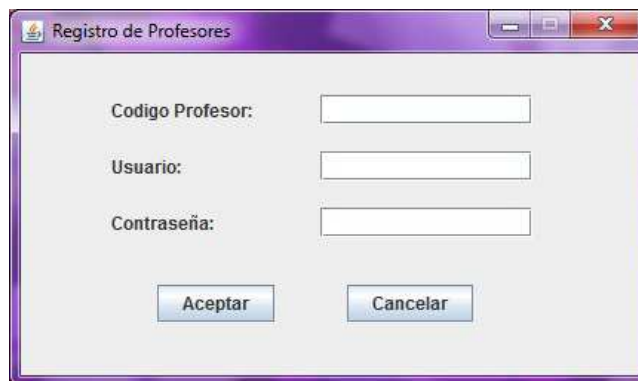 Registro de Profesores
Codigo Profesor:
Usuario:
Contraseña:
Aceptar Cancelar